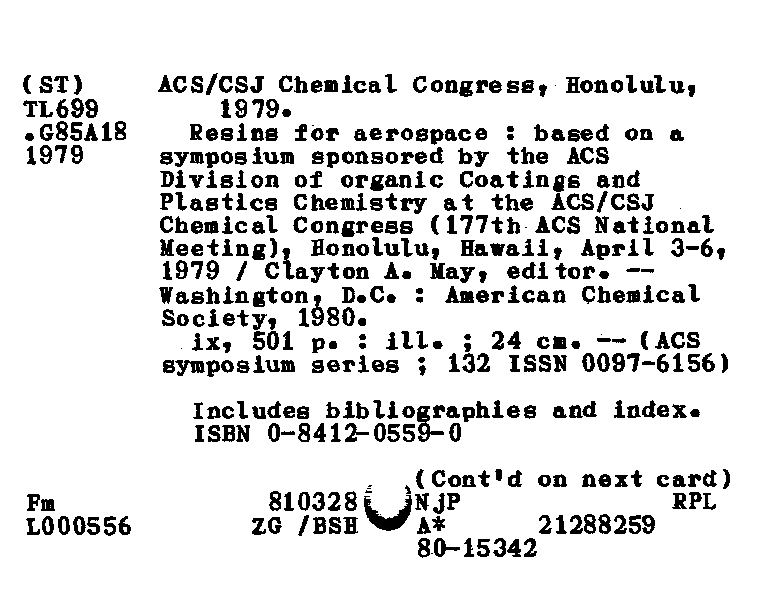 (ST) ACS/CSJ Chemical Congress, Honolulu,
TL699 1979.
.G85A18 Resins for aerospace : based on a
1979 symposium sponsored by the ACS
Division of organic Coatings and
Plastics Chemistry at the ACS/CSJ
Chemical Congress (177th ACS National
Meeting), Honolulu, Hawaii, April 3-6,
1979 / Clayton A. May, editor. --
Washington, D.C. : American Chemical
Society, 1980.
ix, 501 p. : ill. ; 24 cm. -- (ACS
symposium series ; 132 ISSN 0097-6156)
Includes bibliographies and index.
ISBN 0-8412-0559-0
(Cont'd on next card)
Fm 810328 NjP RPL
L000556 ZG /BSH A* 21288259
80-15342